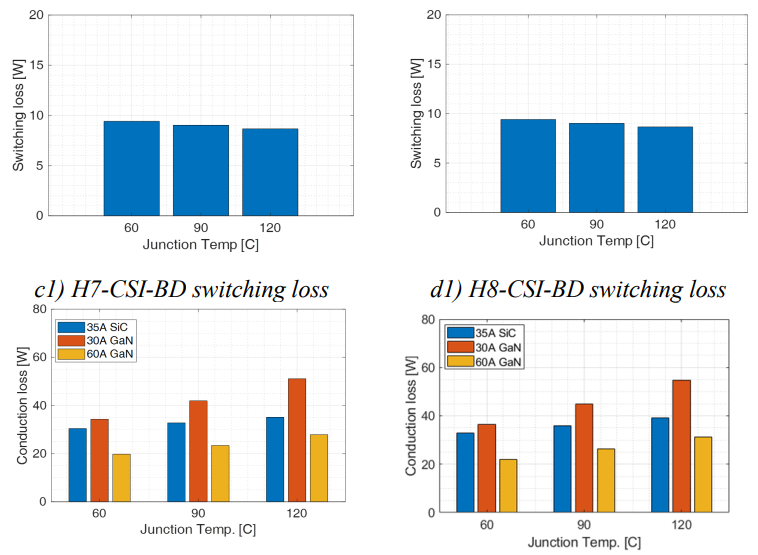 20
15
10
5
0
Switching loss [W]
60 90 120
Junction Temp [C]
20
15
10
5
0
Switching loss [W]
60 90 120
Junction Temp [C]
c1) H7-CSI-BD switching loss
d1) H8-CSI-BD switching loss
80
60
40
20
0
Conduction loss [W]
35A SiC
30A GaN
60A GaN
60 90 120
Junction Temp. [C]
80
60
40
20
0
Conduction loss [W]
35A SiC
30A GaN
60A GaN
60 90 120
Junction Temp. [C]